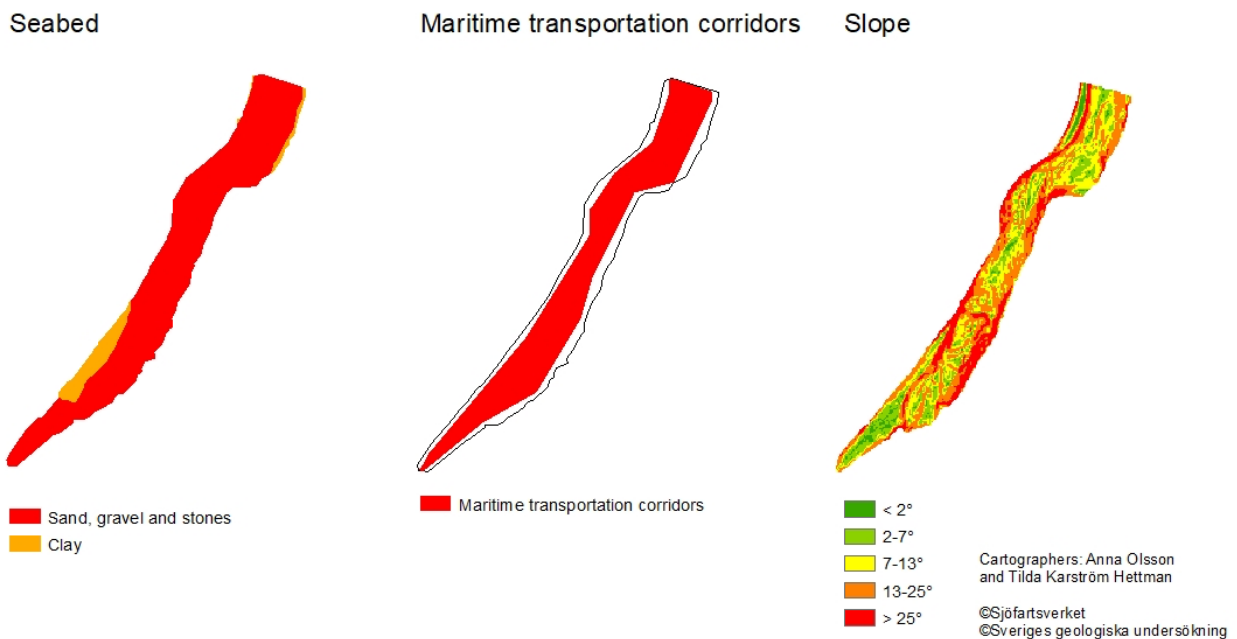 Seabed
Maritime transportation corridors
Slope
Sand, gravel and stones
Clay
Maritime transportation corridors
< 2°
2-7°
7-13°
13-25°
> 25°
Cartographers: Anna Olsson
and Tilda Karström Hettman
©Sjöfartsverket
©Sveriges geologiska undersökning